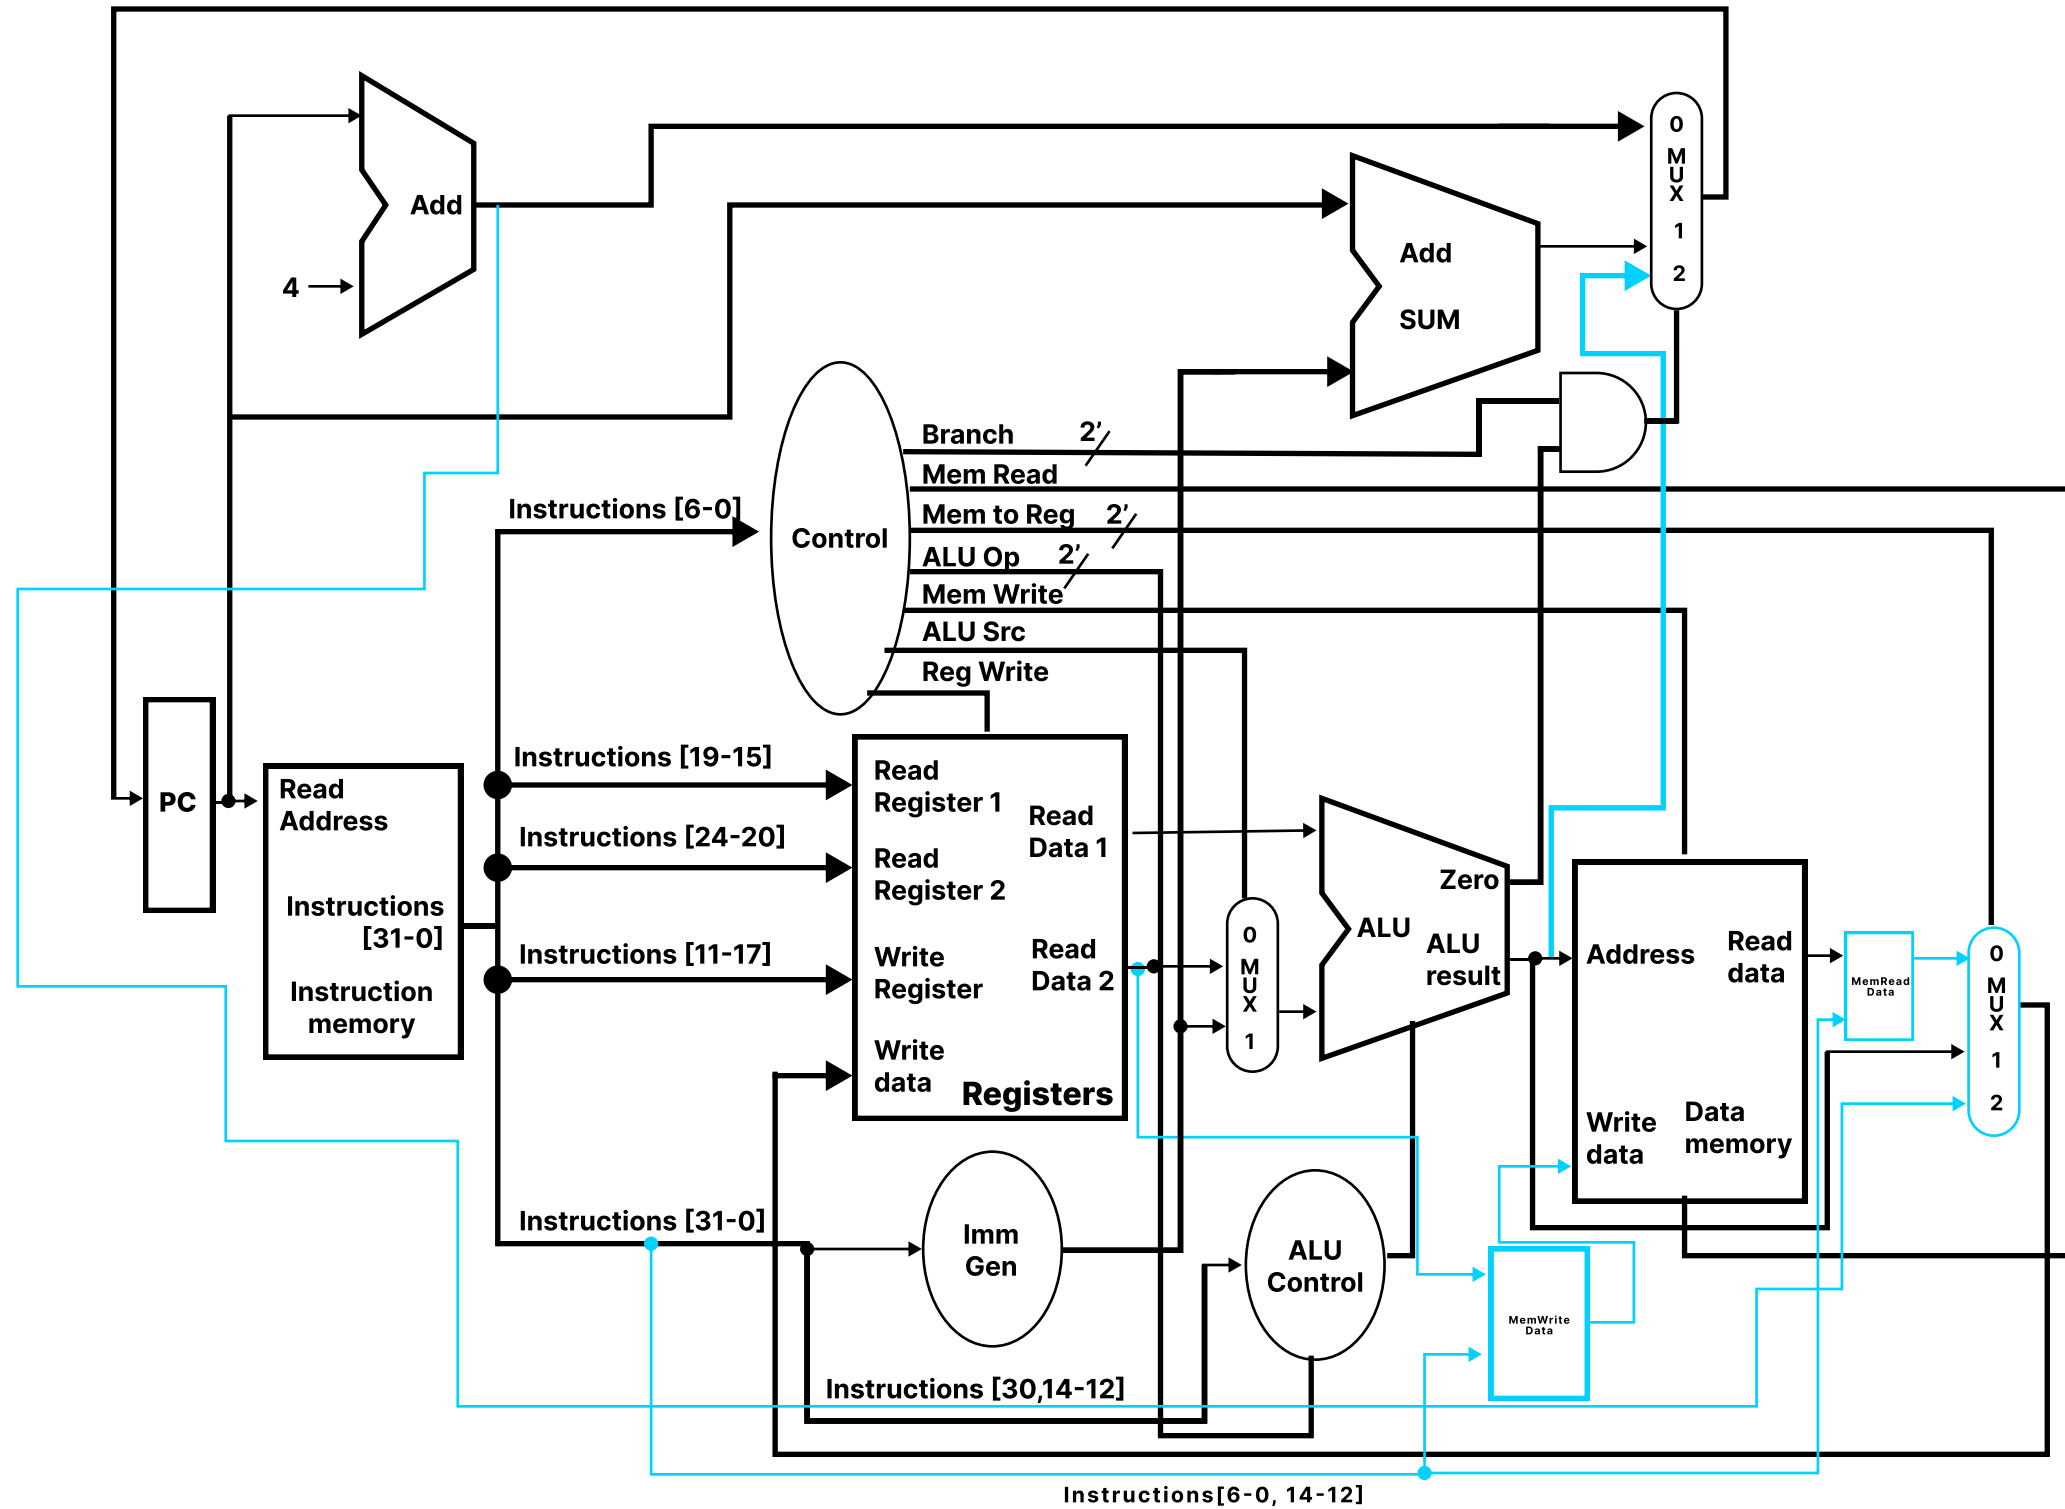 0
M
U
X
1
2
Add
4
Add
SUM
Branch
2’
Mem Read
Instructions [6-0]
Mem to Reg
2’
Control
ALU Op
2’
Mem Write
ALU Src
Reg Write
PC
Read
Address
Instructions
[31-0]
Instruction
memory
Instructions [19-15]
Instructions [24-20]
Instructions [11-17]
Read
Register 1
Read
Register 2
Write
Register
Write
data
Read
Data 1
Read
Data 2
Registers
0
M
U
X
1
Zero
ALU
ALU
result
Address
Read
data
Write
data
Data
memory
MemRead
Data
0
M
U
X
1
2
Instructions [31-0]
Imm
Gen
ALU
Control
MemWrite
Data
Instructions [30,14-12]
Instructions[6-0, 14-12]